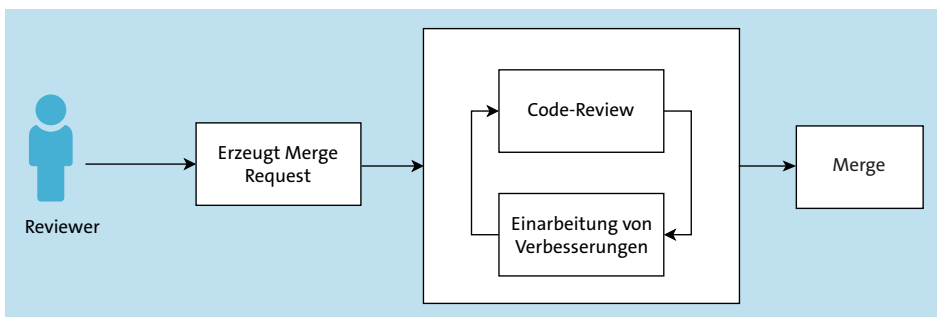 Reviewer
Erzeugt Merge
Request
Code-Review
Einarbeitung von
Verbesserungen
Merge